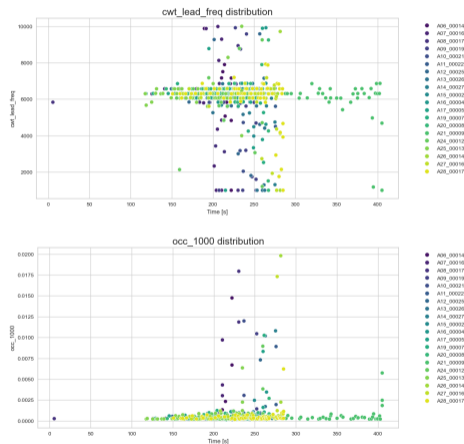 cwt_lead_freq distribution
10000
8000
6000
4000
2000
cwt_lead_freq
0
50
100
150
200
250
300
350
400
Time [s]
A06_00014
A07_00016
A08_00017
A09_00019
A10_00021
A11_00022
A12_00025
A13_00026
A14_00027
A15_00002
A16_00004
A17_00005
A19_00007
A20_00008
A21_00009
A24_00012
A25_00013
A26_00014
A27_00016
A28_00017
occ_1000 distribution
0.0200
0.0175
0.0150
0.0125
0.0100
0.0075
0.0050
0.0025
0.0000
occ_1000
0
50
100
150
200
250
300
350
400
Time [s]
A06_00014
A07_00016
A08_00017
A09_00019
A10_00021
A11_00022
A12_00025
A13_00026
A14_00027
A15_00002
A16_00004
A17_00005
A19_00007
A20_00008
A21_00009
A24_00012
A25_00013
A26_00014
A27_00016
A28_00017